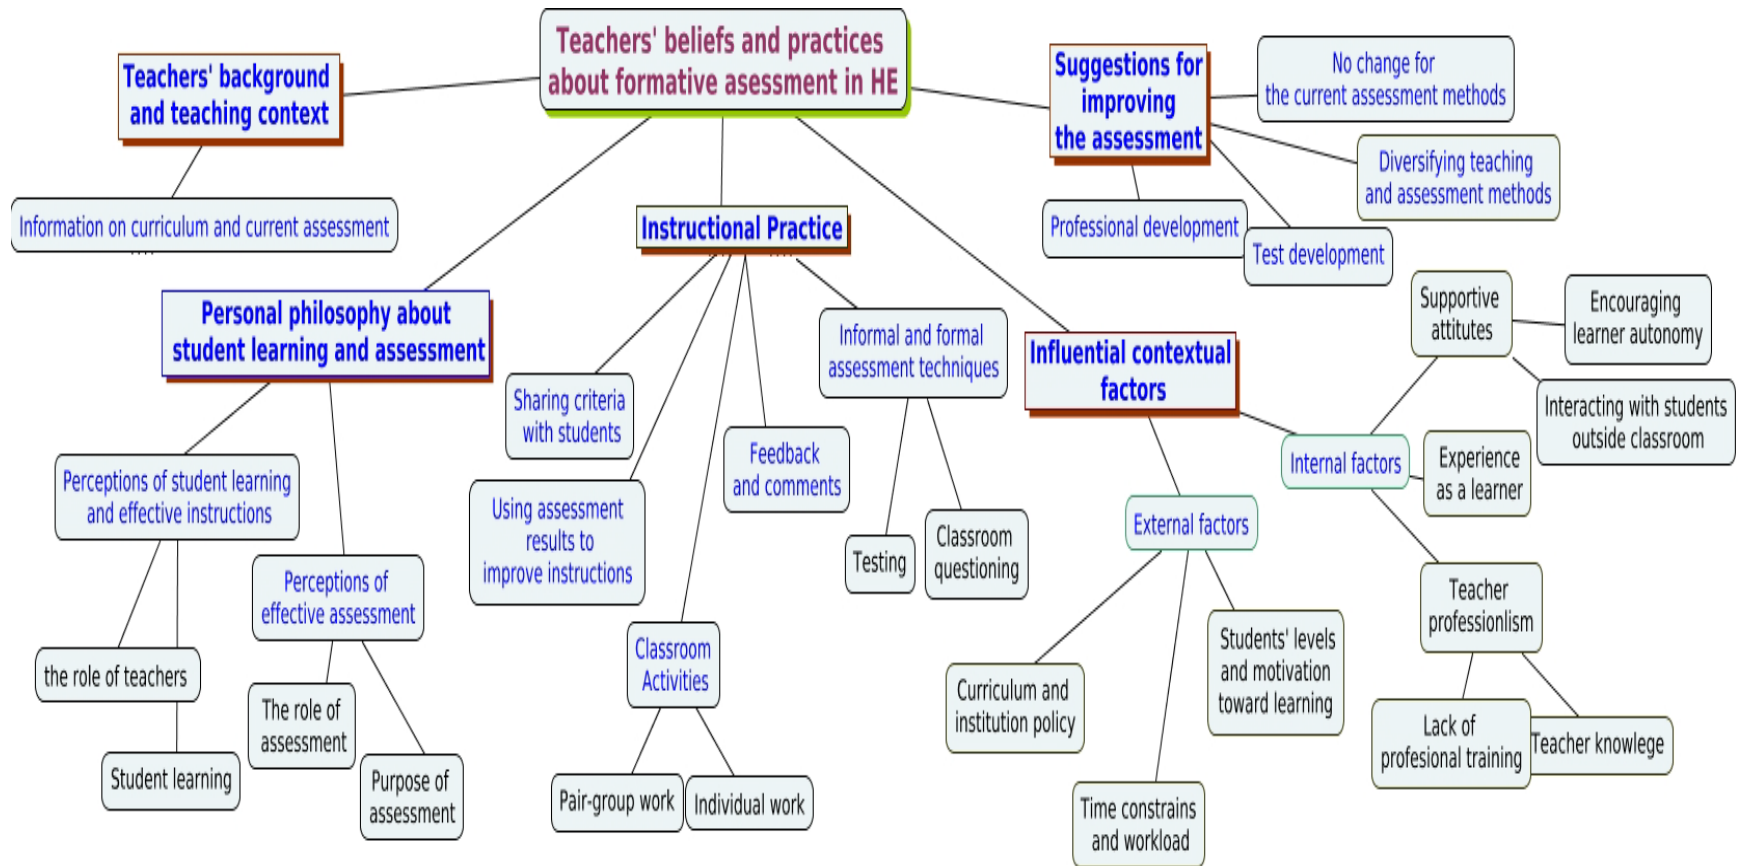 Teachers' beliefs and practices
about formative asessment in HE
Teachers' background
and teaching context
Information on curriculum and current assessment
Personal philosophy about
student learning and assessment
Perceptions of student learning
and effective instructions
the role of teachers
Student learning
Perceptions of
effective assessment
The role of
assessment
Purpose of
assessment
Instructional Practice
Sharing criteria
with students
Using assessment
results to
improve instructions
Classroom
Activities
Pair-group work
Individual work
Feedback
and comments
Informal and formal
assessment techniques
Testing
Classroom
questioning
Influential contextual
factors
External factors
Curriculum and
institution policy
Time constrains
and workload
Students' levels
and motivation
toward learning
Internal factors
Supportive
attitutes
Encouraging
learner autonomy
Interacting with students
outside classroom
Experience
as a learner
Teacher
professionlism
Lack of
profesional training
Teacher knowlege
Suggestions for
improving
the assessment
No change for
the current assessment methods
Diversifying teaching
and assessment methods
Professional development
Test development